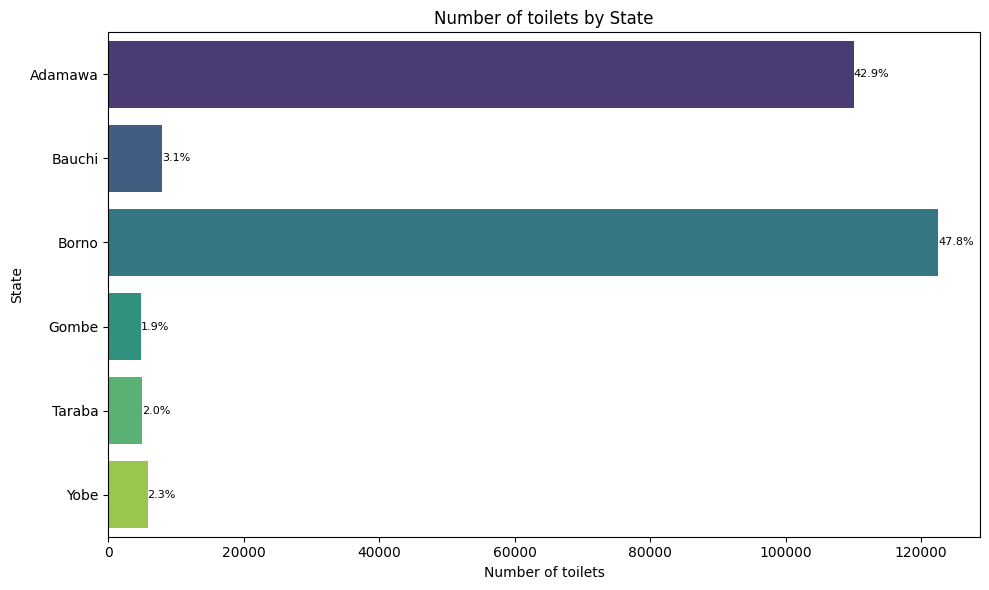 Number of toilets by State
Adamawa
42.9%
Bauchi
3.1%
Borno
47.8%
Gombe
1.9%
Taraba
2.0%
Yobe
2.3%
State
0 20000 40000 60000 80000 100000 120000
Number of toilets